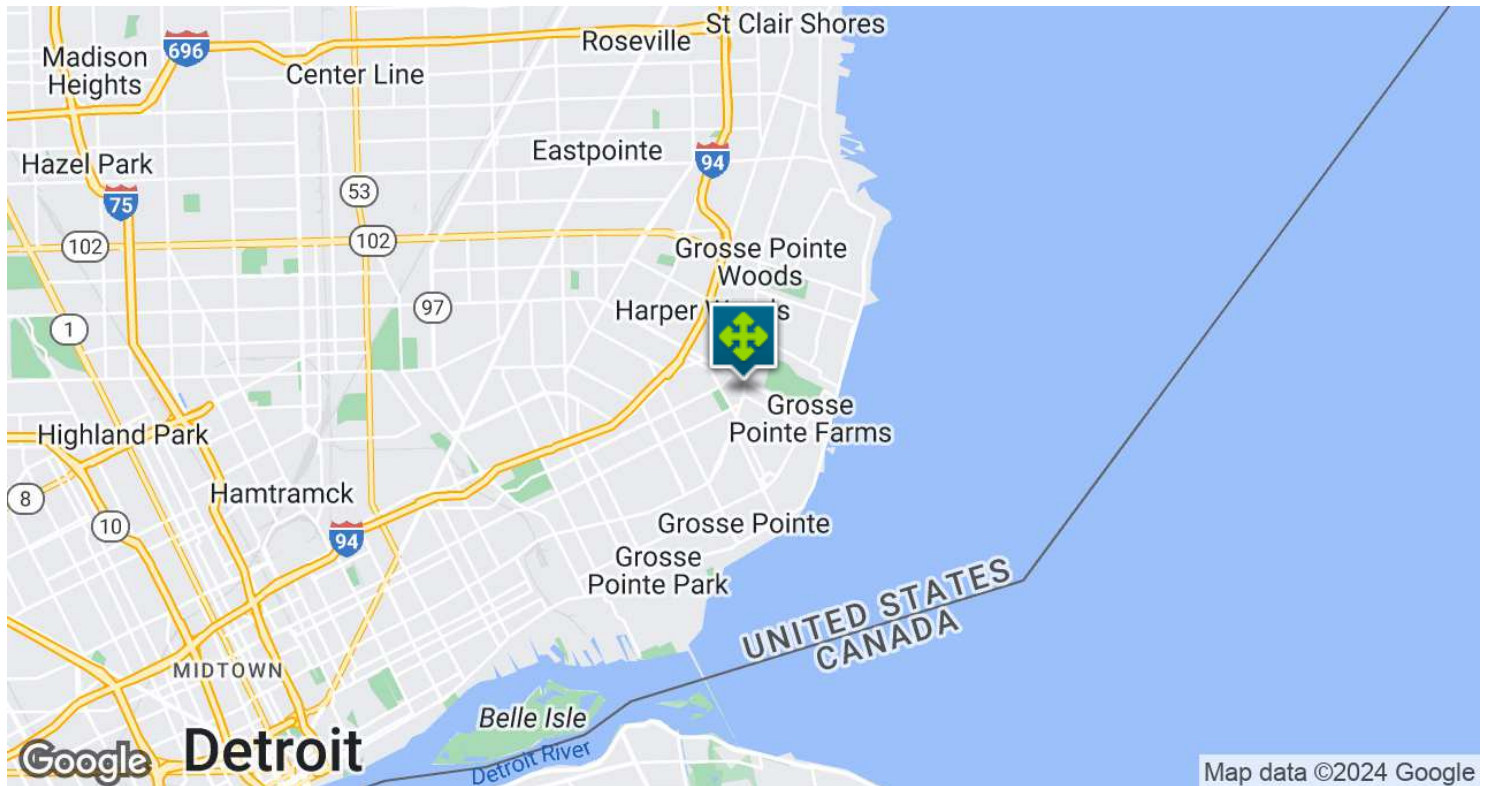 St Clair Shores
Roseville
Madison
Heights
696
Center Line
Eastpointe
94
Hazel Park
75
53
102
102
Grosse Pointe
Woods
97
Harper W ds
1
Grosse
Pointe Farms
Highland Park
8
Hamtramck
10
94
Grosse Pointe
Grosse
Pointe Park
UNITED STATES
CANADA
MIDTOWN
Belle Isle
Detroit River
Detroit
Google
Map data ©2024 Google